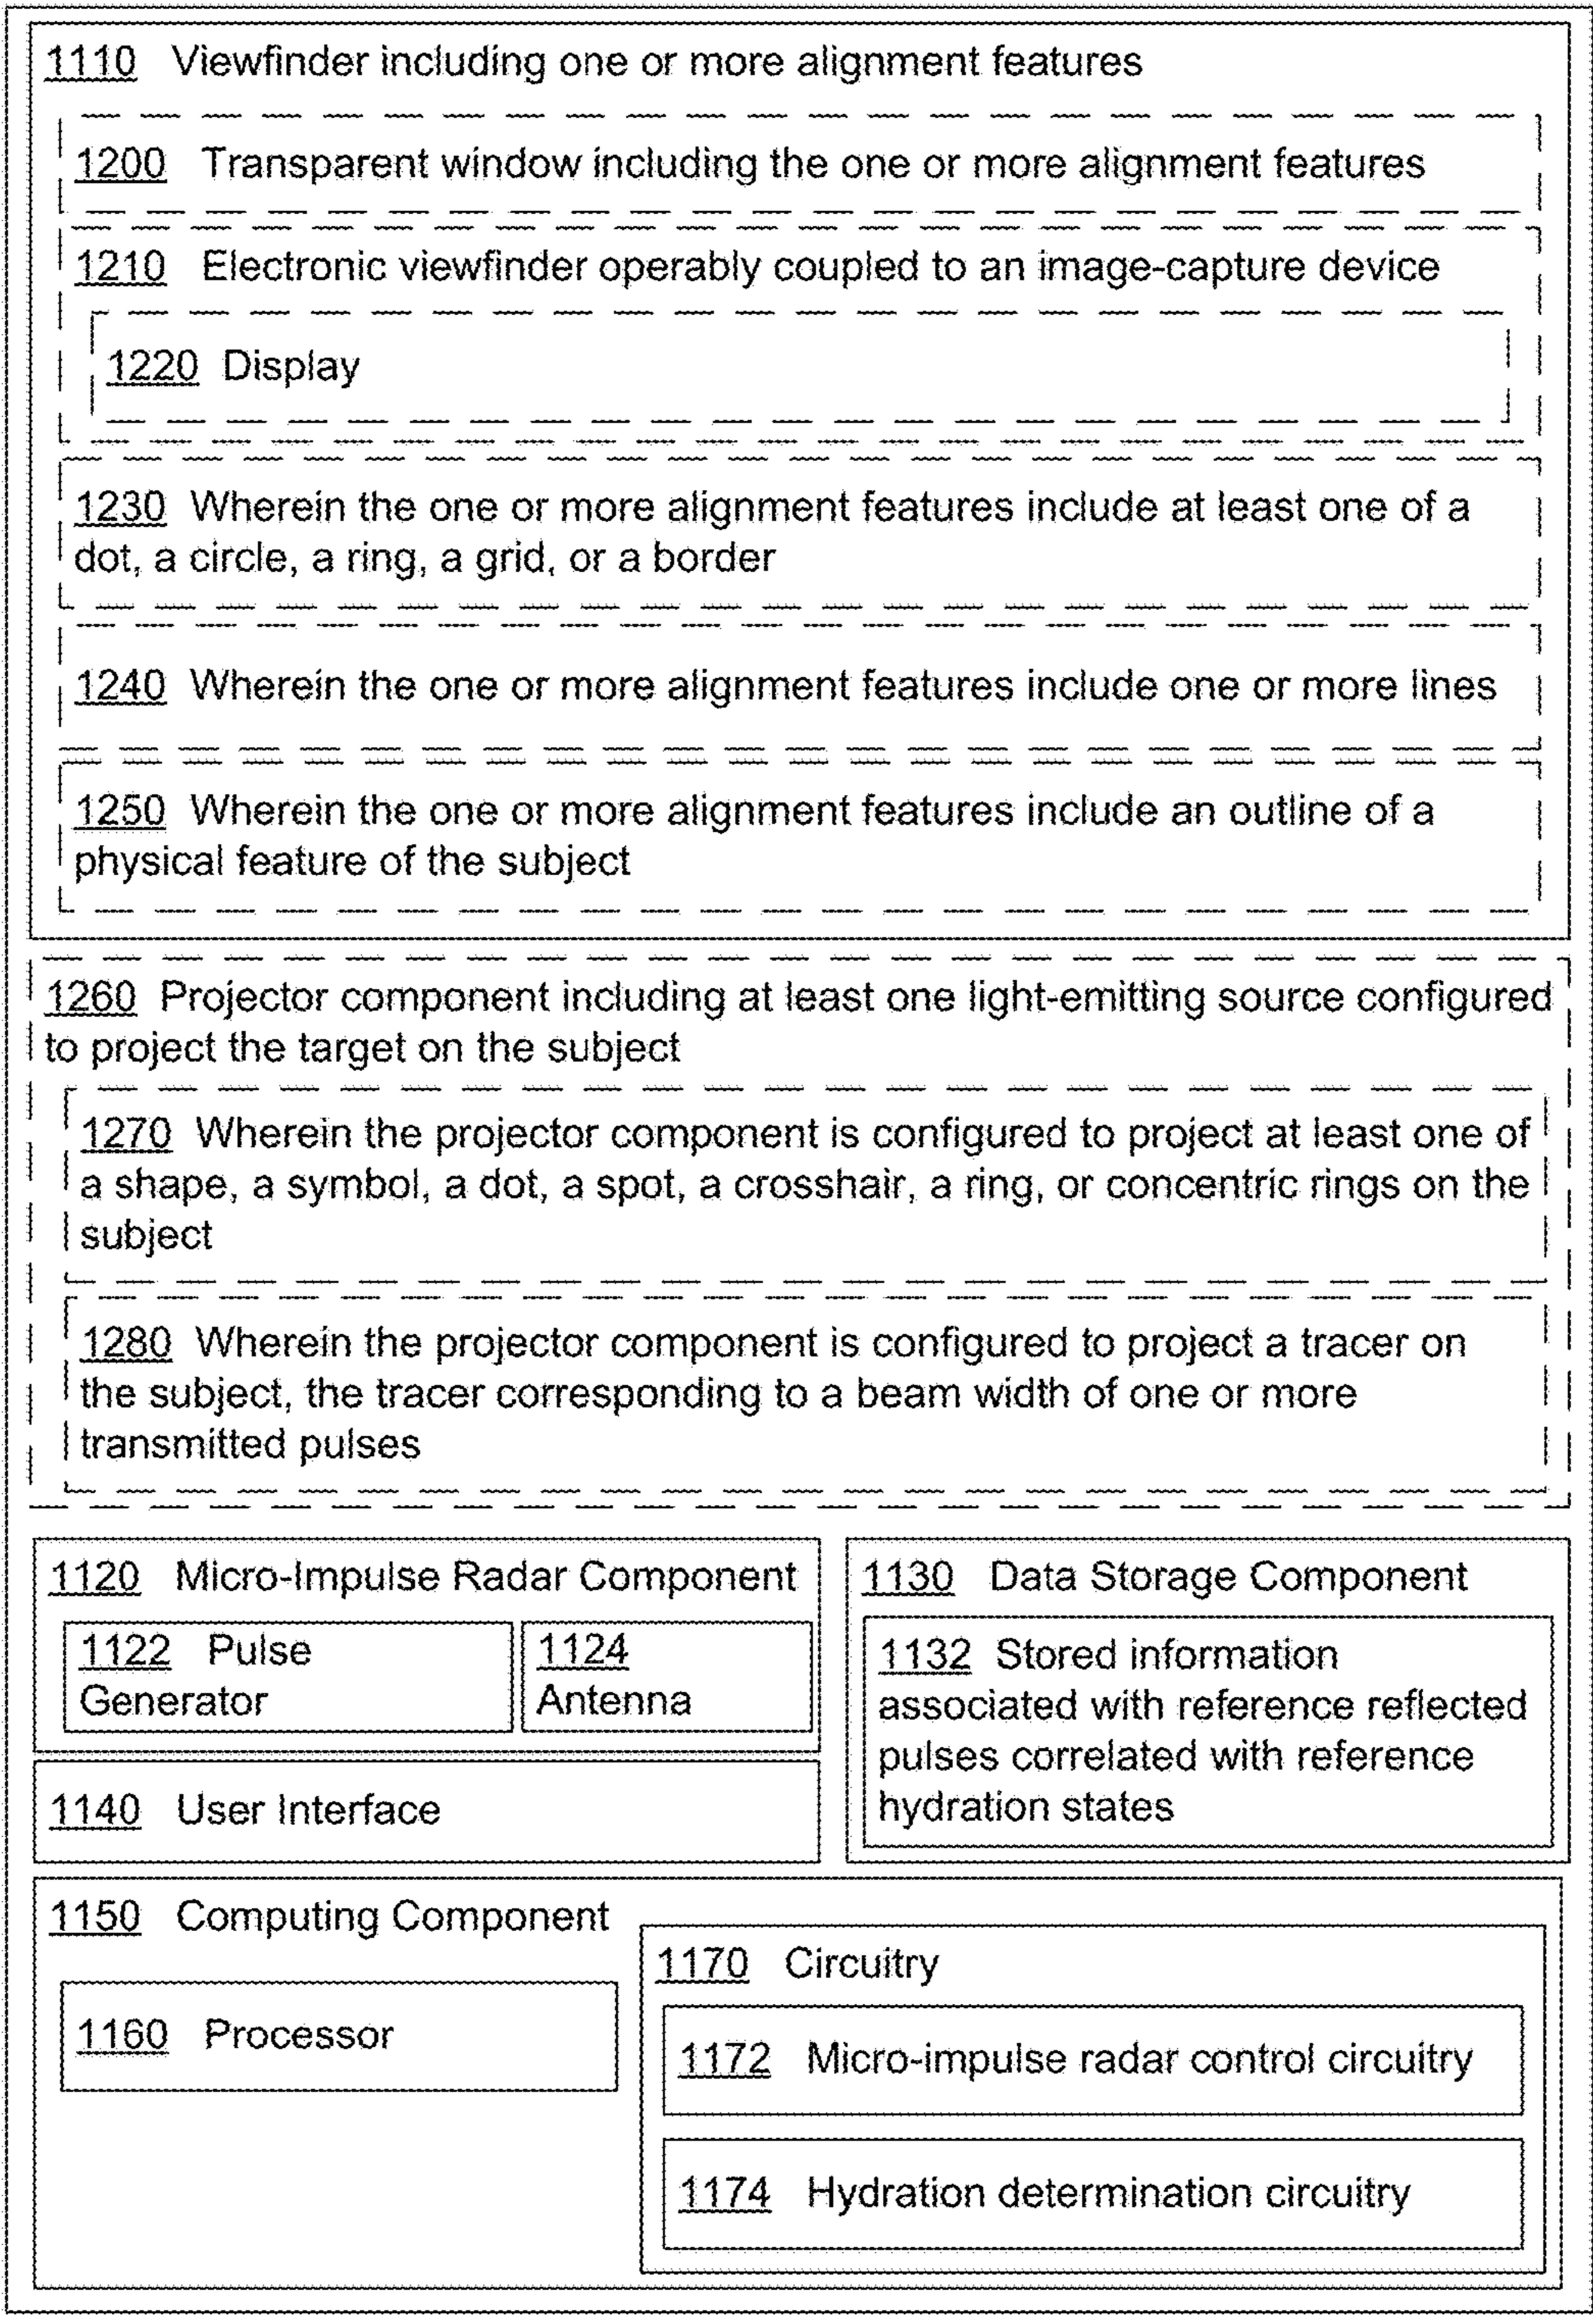 1110 Viewfinder including one or more alignment features
1200 Transparent window including the one or more alignment features
1210 Electronic viewfinder operably coupled to an image-capture device
1220 Display
1230 Wherein the one or more alignment features include at least one of a
dot, a circle, a ring, a grid, or a border
1240 Wherein the one or more alignment features include one or more lines
1250 Wherein the one or more alignment features include an outline of a
physical feature of the subject
1260 Projector component including at least one light-emitting source configured
to project the target on the subject
1270 Wherein the projector component is configured to project at least one of
a shape, a symbol, a dot, a spot, a crosshair, a ring, or concentric rings on the
subject
1280 Wherein the projector component is configured to project a tracer on
the subject, the tracer corresponding to a beam width of one or more
transmitted pulses
1120 Micro-Impulse Radar Component
1122 Pulse
Generator
1124
Antenna
1140 User Interface
1130 Data Storage Component
1132 Stored information
associated with reference reflected
pulses correlated with reference
hydration states
1150 Computing Component
1160 Processor
1170 Circuitry
1172 Micro-impulse radar control circuitry
1174 Hydration determination circuitry